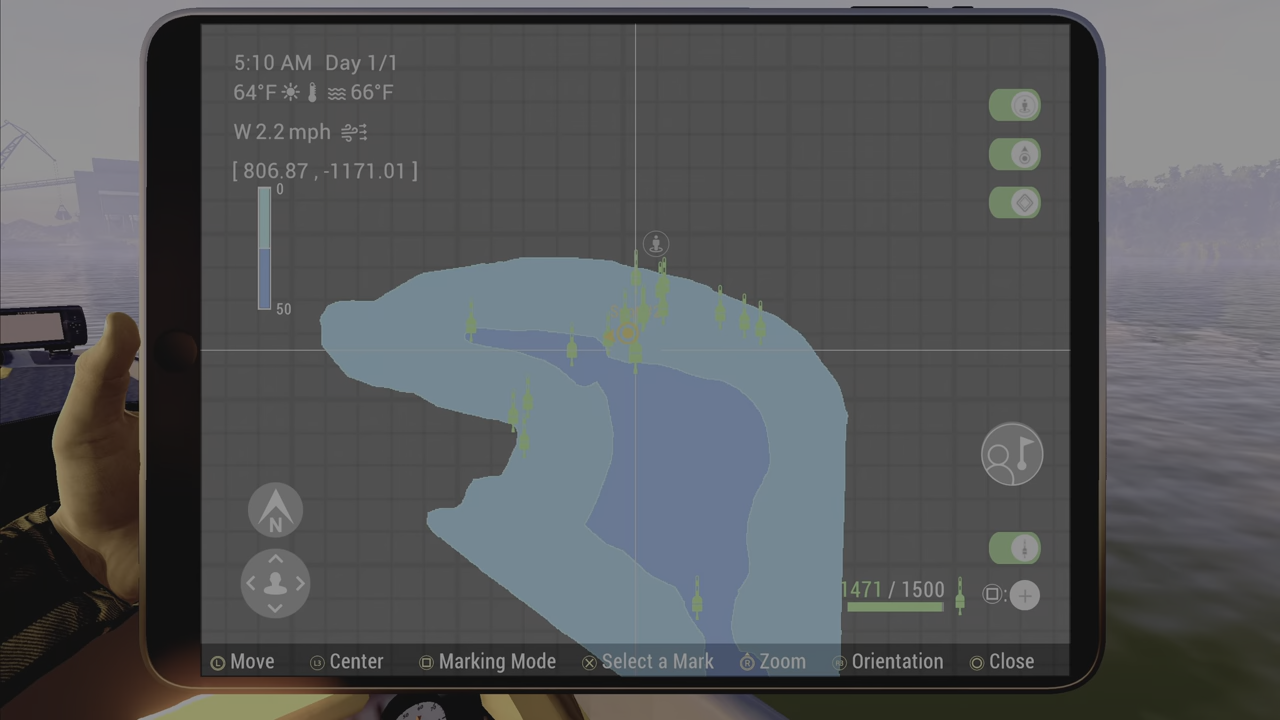 5:10 AM Day 1/1
64°F 66°F
W 2.2 mph
[ 806.87 , -1171.01 ]
0
50
N
1471 / 1500
L Move L3 Center Marking Mode Select a Mark R Zoom Orientation Close